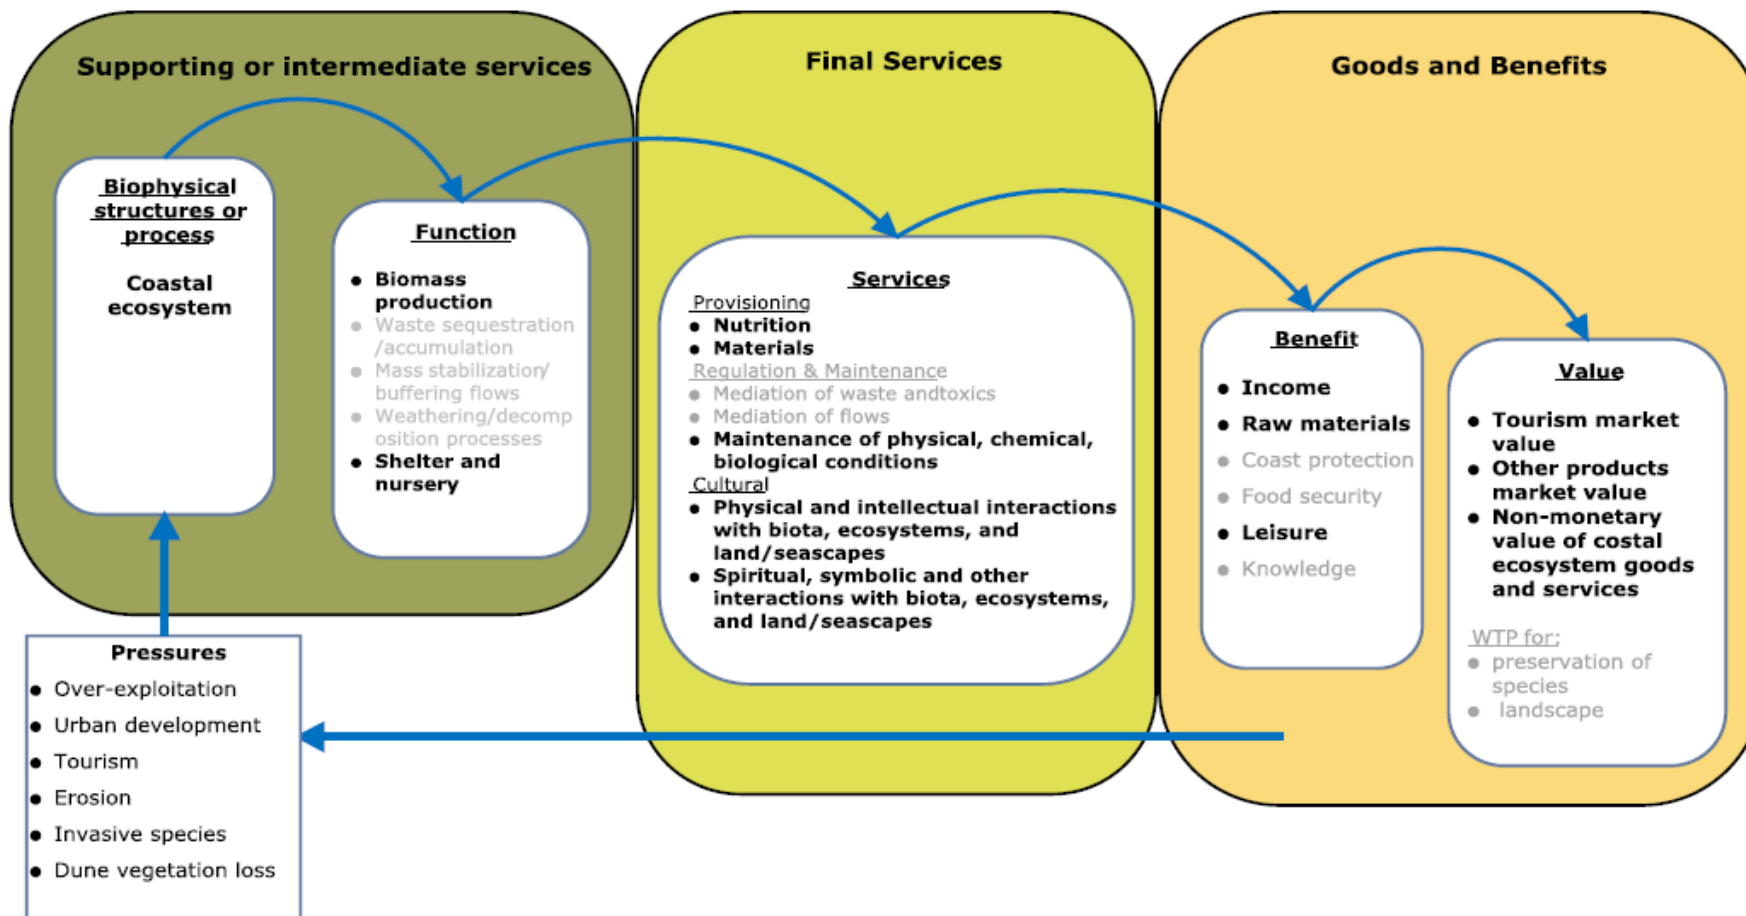 Supporting or intermediate services
Biophysical
structures or
process
Coastal
ecosystem
Function
● Biomass
production
● Waste sequestration
/accumulation
● Mass stabilization/
buffering flows
● Weathering/decomp
osition processes
● Shelter and
nursery
Final Services
Services
Provisioning
● Nutrition
● Materials
Regulation & Maintenance
● Mediation of waste andtoxics
● Mediation of flows
● Maintenance of physical, chemical,
biological conditions
Cultural
● Physical and intellectual interactions
with biota, ecosystems, and
land/seascapes
● Spiritual, symbolic and other
interactions with biota, ecosystems,
and land/seascapes
Goods and Benefits
Benefit
● Income
● Raw materials
● Coast protection
● Food security
● Leisure
● Knowledge
Value
● Tourism market
value
● Other products
market value
● Non-monetary
value of costal
ecosystem goods
and services
WTP for:
● preservation of
species
● landscape
Pressures
● Over-exploitation
● Urban development
● Tourism
● Erosion
● Invasive species
● Dune vegetation loss